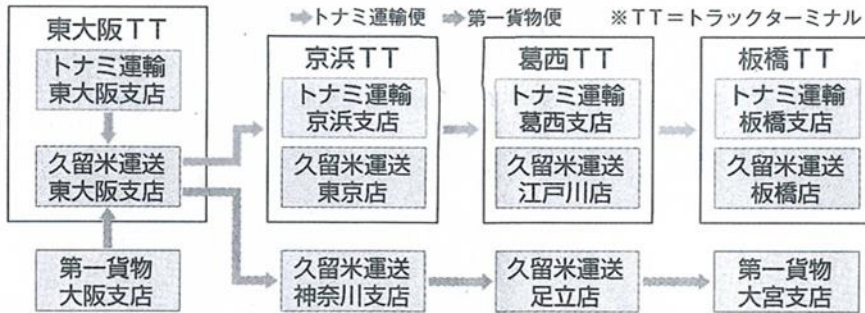 東大阪TT
トナミ運輸便
第一貨物便
※TT=トラックターミナル
トナミ運輸
東大阪支店
久留米運送
東大阪支店
第一貨物
大阪支店
京浜TT
トナミ運輸
京浜支店
久留米運送
東京店
久留米運送
神奈川支店
葛西TT
トナミ運輸
葛西支店
久留米運送
江戸川店
久留米運送
足立店
板橋TT
トナミ運輸
板橋支店
久留米運送
板橋店
第一貨物
大宮支店